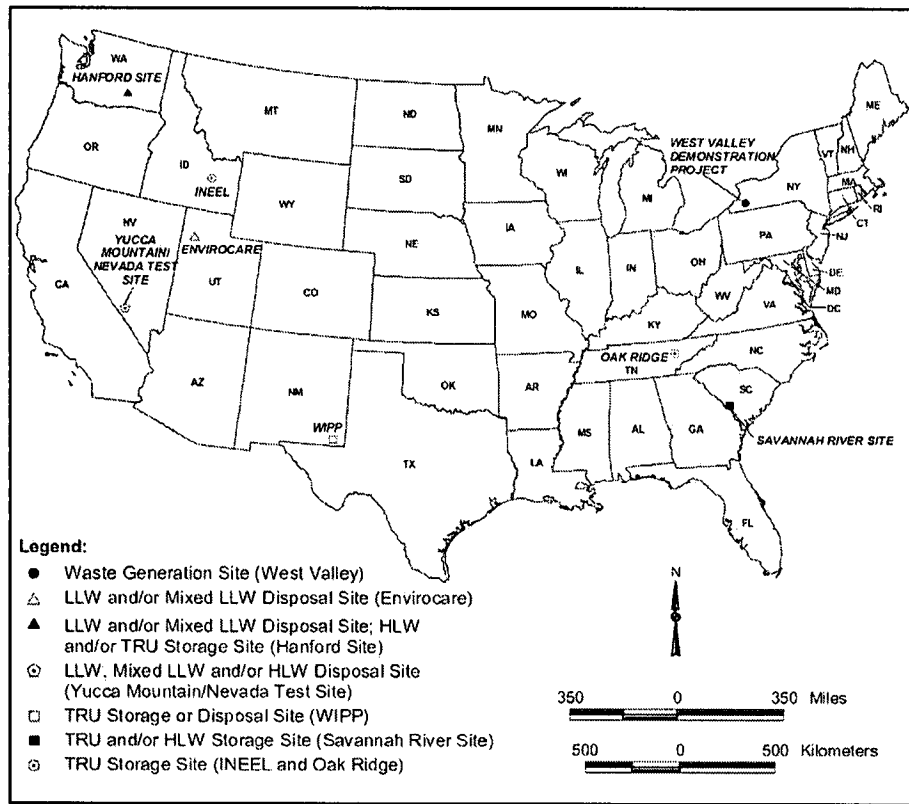 WA
HANFORD SITE
MT
ND
MN
ME
OR
ID
INEEL
WY
SD
WI
MI
WEST VALLEY
DEMONSTRATION
PROJECT
VT
NH
NY
MA
RI
CT
NV
YUCCA
MOUNTAIN/
NEVADA TEST
SITE
ENVIROCARE
UT
CA
CO
NE
IA
KS
MO
IL
IN
OH
PA
NJ
DE
MD
DC
WV
VA
KY
OAK RIDGE
TN
NC
SC
SAVANNAH RIVER SITE
AZ
NM
WIPP
OK
AR
TX
LA
MS
AL
GA
FL
Legend:
Waste Generation Site (West Valley)
LLW and/or Mixed LLW Disposal Site (Envirocare)
LLW and/or Mixed LLW Disposal Site; HLW
and/or TRU Storage Site (Hanford Site)
LLW, Mixed LLW and/or HLW Disposal Site
(Yucca Mountain/Nevada Test Site)
TRU Storage or Disposal Site (WIPP)
TRU and/or HLW Storage Site (Savannah River Site)
TRU Storage Site (INEEL and Oak Ridge)
N
350 0 350 Miles
500 0 500 Kilometers